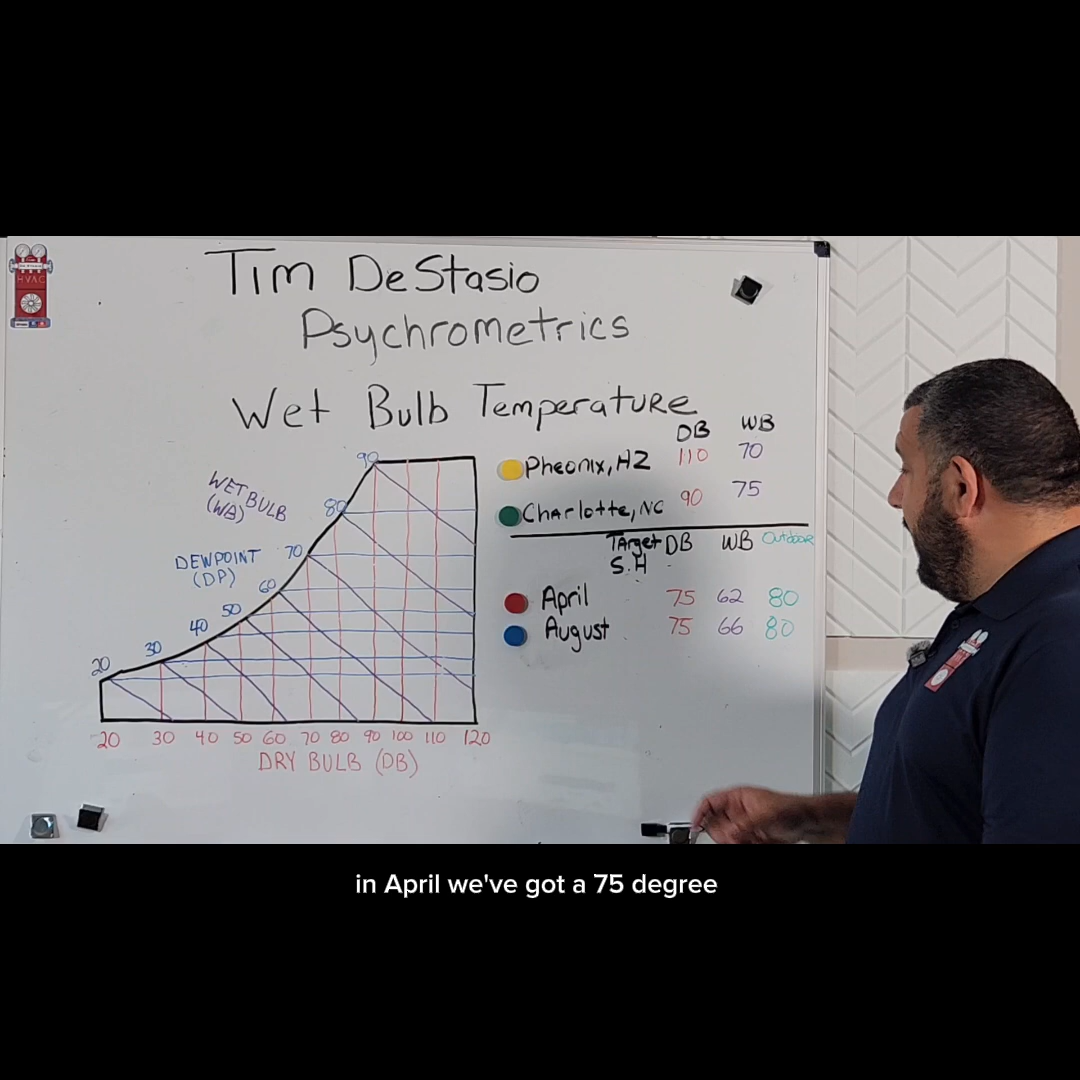 Tim DeStasio
Psychrometrics
Wet Bulb Temperature
DB WB
Pheonix, AZ 110 70
Charlotte, NC 90 75
Target S.H DB WB Outdoor
April 75 62 80
August 75 66 80
WET BULB
(WB)
DEWPOINT
(DP)
90
80
70
60
50
40
30
20
20 30 40 50 60 70 80 90 100 110 120
DRY BULB (DB)
HVAC
in April we've got a 75 degree